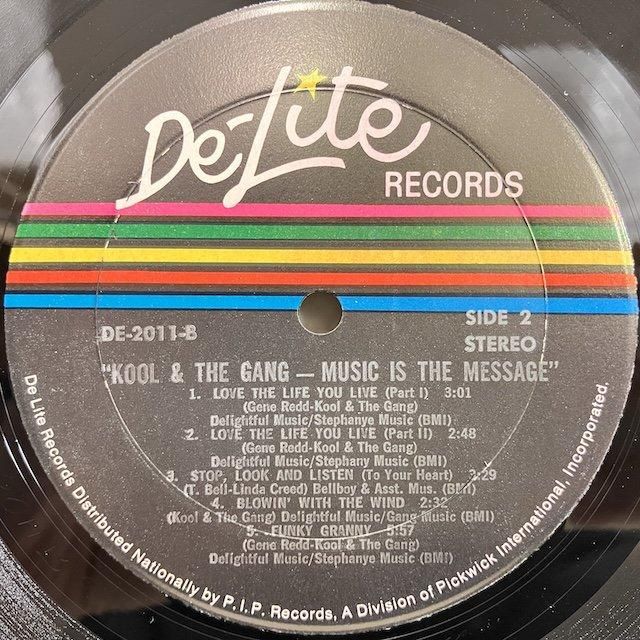 De-Lite
RECORDS
DE-2011-B
SIDE 2
STEREO
"KOOL & THE GANG — MUSIC IS THE MESSAGE"
1. LOVE THE LIFE YOU LIVE (Part I) 3:01
(Gene Redd-Kool & The Gang)
Delightful Music/Stephanye Music (BMI)
2. LOVE THE LIFE YOU LIVE (Part II) 2:48
(Gene Redd-Kool & The Gang)
Delightful Music/Stephany Music (BMI)
3. STOP, LOOK AND LISTEN (To Your Heart) 3:29
(T. Bell-Linda Creed) Bellboy & Asst. Mus. (BMI)
4. BLOWIN' WITH THE WIND 2:32
(Kool & The Gang) Delightful Music/Gang Music (BMI)
5. FUNKY GRANNY 5:57
(Gene Redd-Kool & The Gang)
Delightful Music/Stephanye Music (BMI)
De-Lite Records Distributed Nationally by P.I.P. Records, A Division of Pickwick International, Incorporated.